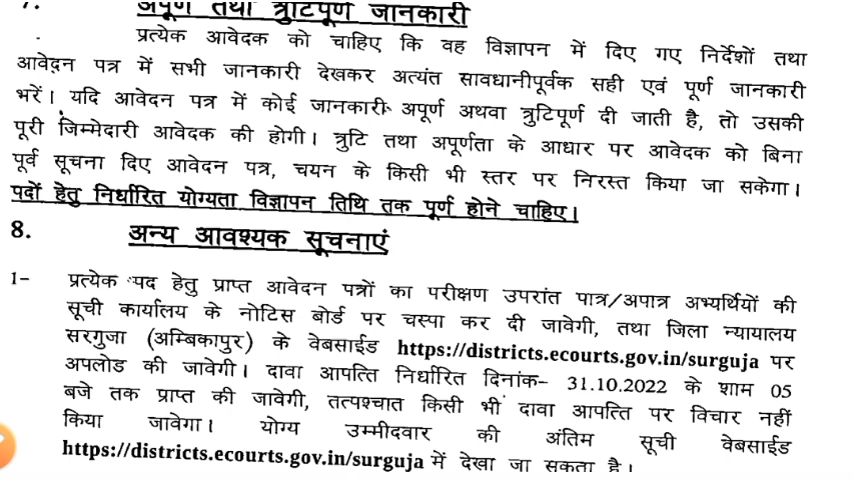 7. अपूर्ण तथा त्रुटिपूर्ण जानकारी
प्रत्येक आवेदक को चाहिए कि वह विज्ञापन में दिए गए निर्देशों तथा
आवेदन पत्र में सभी जानकारी देखकर अत्यंत सावधानीपूर्वक सही एवं पूर्ण जानकारी
भरें। यदि आवेदन पत्र में कोई जानकारी अपूर्ण अथवा त्रुटिपूर्ण दी जाती है, तो उसकी
पूरी जिम्मेदारी आवेदक की होगी। त्रुटि तथा अपूर्णता के आधार पर आवेदक को बिना
पूर्व सूचना दिए आवेदन पत्र, चयन के किसी भी स्तर पर निरस्त किया जा सकेगा।
पदों हेतु निर्धारित योग्यता विज्ञापन तिथि तक पूर्ण होने चाहिए।
8. अन्य आवश्यक सूचनाएं
1- प्रत्येक पद हेतु प्राप्त आवेदन पत्रों का परीक्षण उपरांत पात्र/अपात्र अभ्यर्थियों की
सूची कार्यालय के नोटिस बोर्ड पर चस्पा कर दी जावेगी, तथा जिला न्यायालय
सरगुजा (अम्बिकापुर) के वेबसाईड https://districts.ecourts.gov.in/surguja पर
अपलोड की जावेगी। दावा आपत्ति निर्धारित दिनांक- 31.10.2022 के शाम 05
बजे तक प्राप्त की जावेगी, तत्पश्चात किसी भी दावा आपत्ति पर विचार नहीं
किया जावेगा। योग्य उम्मीदवार की अंतिम सूची वेबसाईड
https://districts.ecourts.gov.in/surguja में देखा जा सकता है।